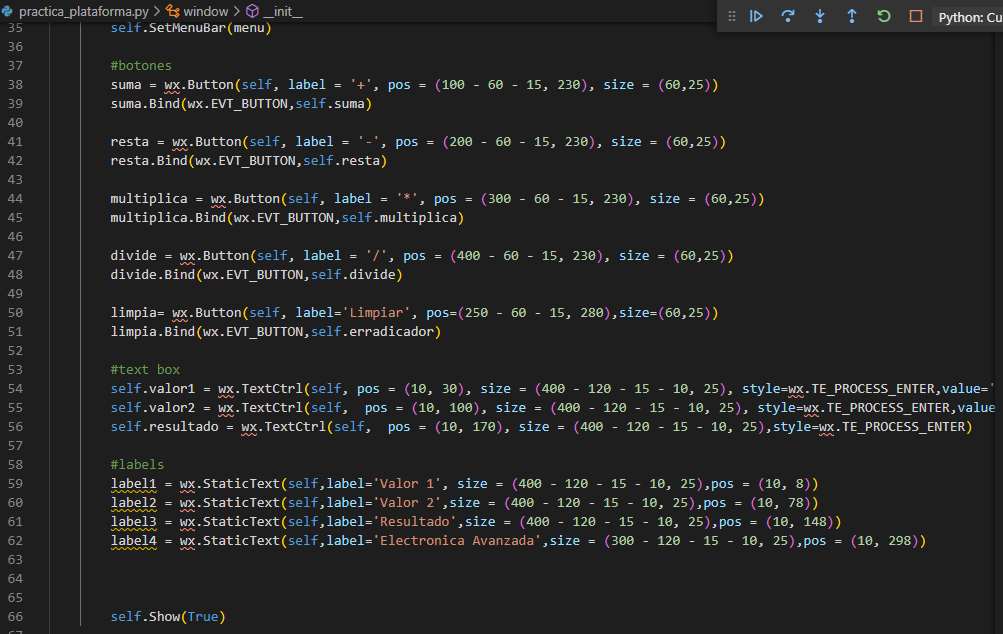 practica_plataforma.py > window > __init__
Python: Cu
35 self.SetMenuBar(menu)
36
37 #botones
38 suma = wx.Button(self, label = '+', pos = (100 - 60 - 15, 230), size = (60,25))
39 suma.Bind(wx.EVT_BUTTON,self.suma)
40
41 resta = wx.Button(self, label = '-', pos = (200 - 60 - 15, 230), size = (60,25))
42 resta.Bind(wx.EVT_BUTTON,self.resta)
43
44 multiplica = wx.Button(self, label = '*', pos = (300 - 60 - 15, 230), size = (60,25))
45 multiplica.Bind(wx.EVT_BUTTON,self.multiplica)
46
47 divide = wx.Button(self, label = '/', pos = (400 - 60 - 15, 230), size = (60,25))
48 divide.Bind(wx.EVT_BUTTON,self.divide)
49
50 limpia= wx.Button(self, label='Limpiar', pos=(250 - 60 - 15, 280),size=(60,25))
51 limpia.Bind(wx.EVT_BUTTON,self.erradicador)
52
53 #text box
54 self.valor1 = wx.TextCtrl(self, pos = (10, 30), size = (400 - 120 - 15 - 10, 25), style=wx.TE_PROCESS_ENTER,value='
55 self.valor2 = wx.TextCtrl(self,  pos = (10, 100), size = (400 - 120 - 15 - 10, 25), style=wx.TE_PROCESS_ENTER,value
56 self.resultado = wx.TextCtrl(self,  pos = (10, 170), size = (400 - 120 - 15 - 10, 25),style=wx.TE_PROCESS_ENTER)
57
58 #labels
59 label1 = wx.StaticText(self,label='Valor 1', size = (400 - 120 - 15 - 10, 25),pos = (10, 8))
60 label2 = wx.StaticText(self,label='Valor 2',size = (400 - 120 - 15 - 10, 25),pos = (10, 78))
61 label3 = wx.StaticText(self,label='Resultado',size = (400 - 120 - 15 - 10, 25),pos = (10, 148))
62 label4 = wx.StaticText(self,label='Electronica Avanzada',size = (300 - 120 - 15 - 10, 25),pos = (10, 298))
63
64
65
66 self.Show(True)